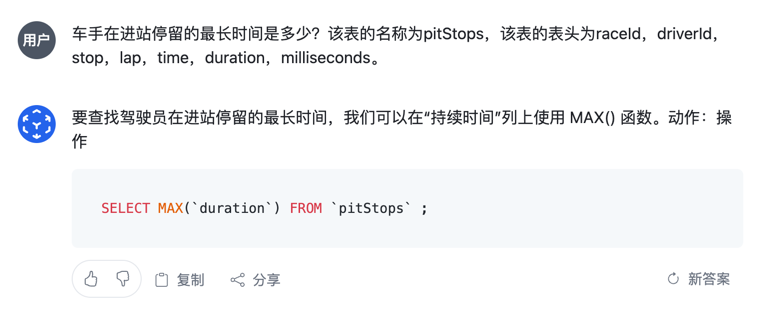 用户
车手在进站停留的最长时间是多少？该表的名称为pitStops，该表的表头为raceId，driverId，
stop，lap，time，duration，milliseconds。
要查找驾驶员在进站停留的最长时间，我们可以在“持续时间”列上使用 MAX() 函数。动作：操
作
SELECT MAX(`duration`) FROM `pitStops` ;
复制 分享 新答案